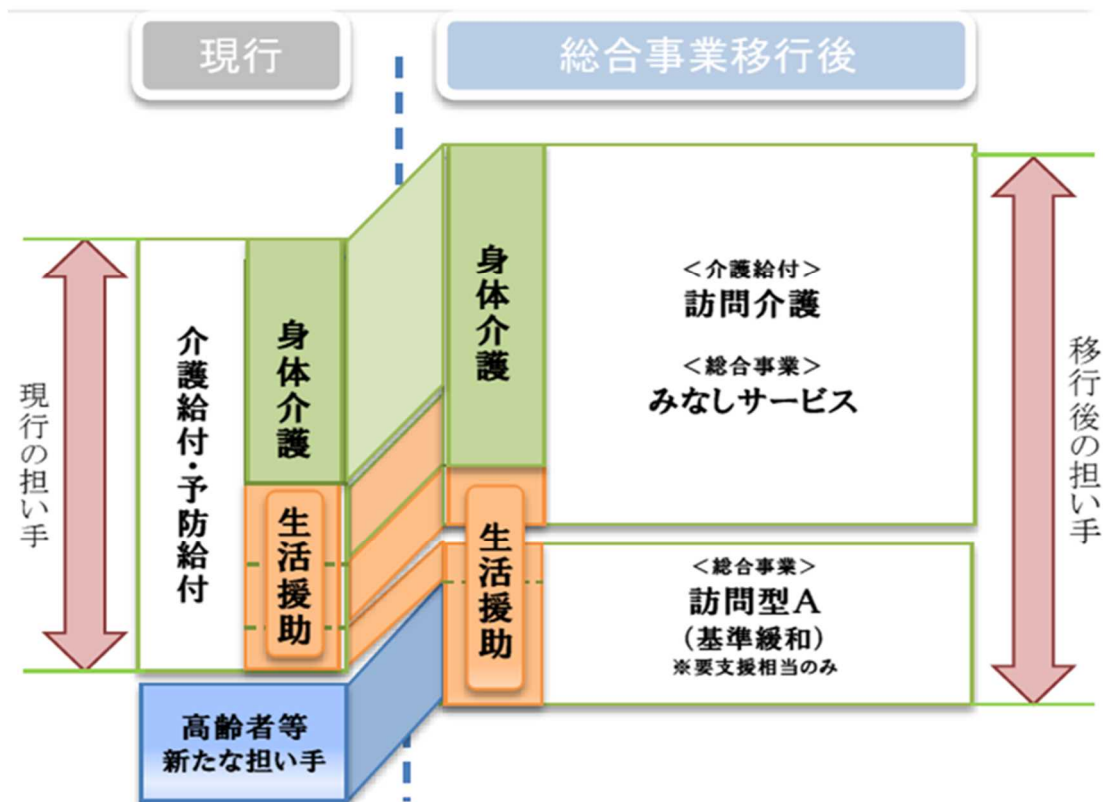 現行
総合事業移行後
現行の担い手
介護給付・予防給付
身体介護
生活援助
高齢者等
新たな担い手
身体介護
生活援助
＜介護給付＞
訪問介護
＜総合事業＞
みなしサービス
＜総合事業＞
訪問型A
（基準緩和）
※要支援相当のみ
移行後の担い手